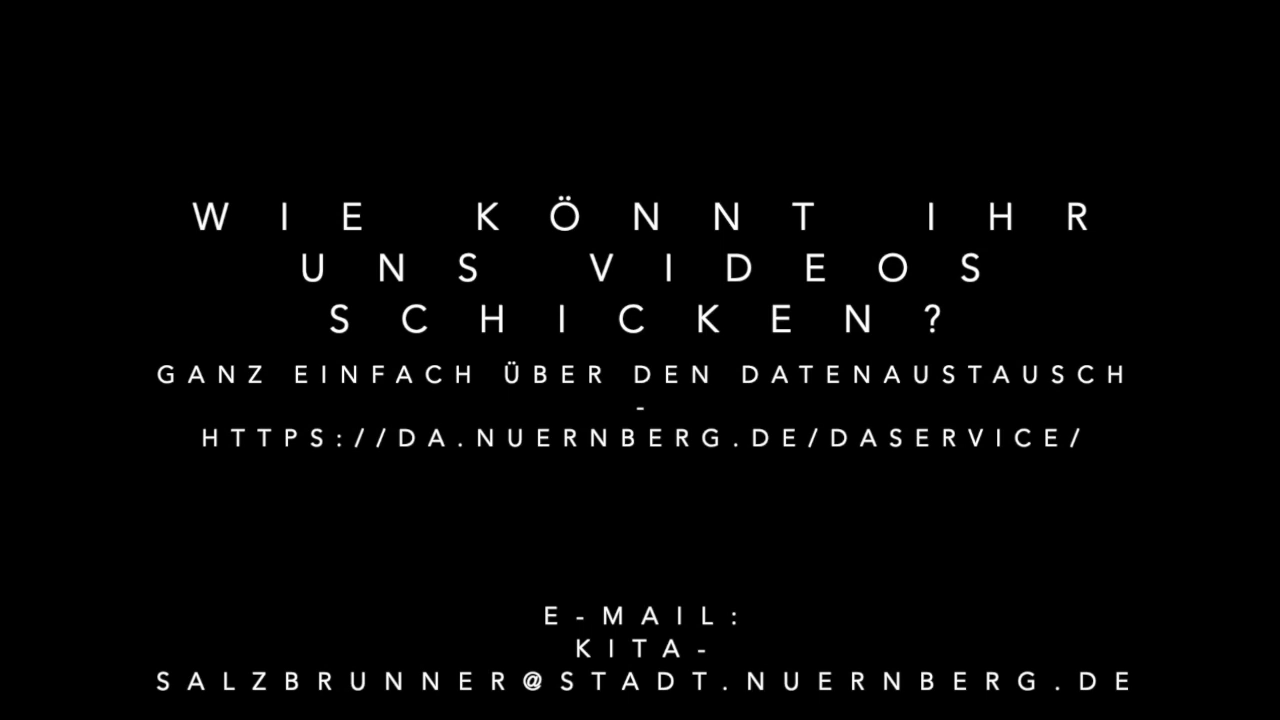 WIE KÖNNT IHR
UNS VIDEOS
SCHICKEN?
GANZ EINFACH ÜBER DEN DATENAUSTAUSCH
-
HTTPS://DA.NUERNBERG.DE/DASERVICE/
E-MAIL:
KITA-
SALZBRUNNER@STADT.NUERNBERG.DE